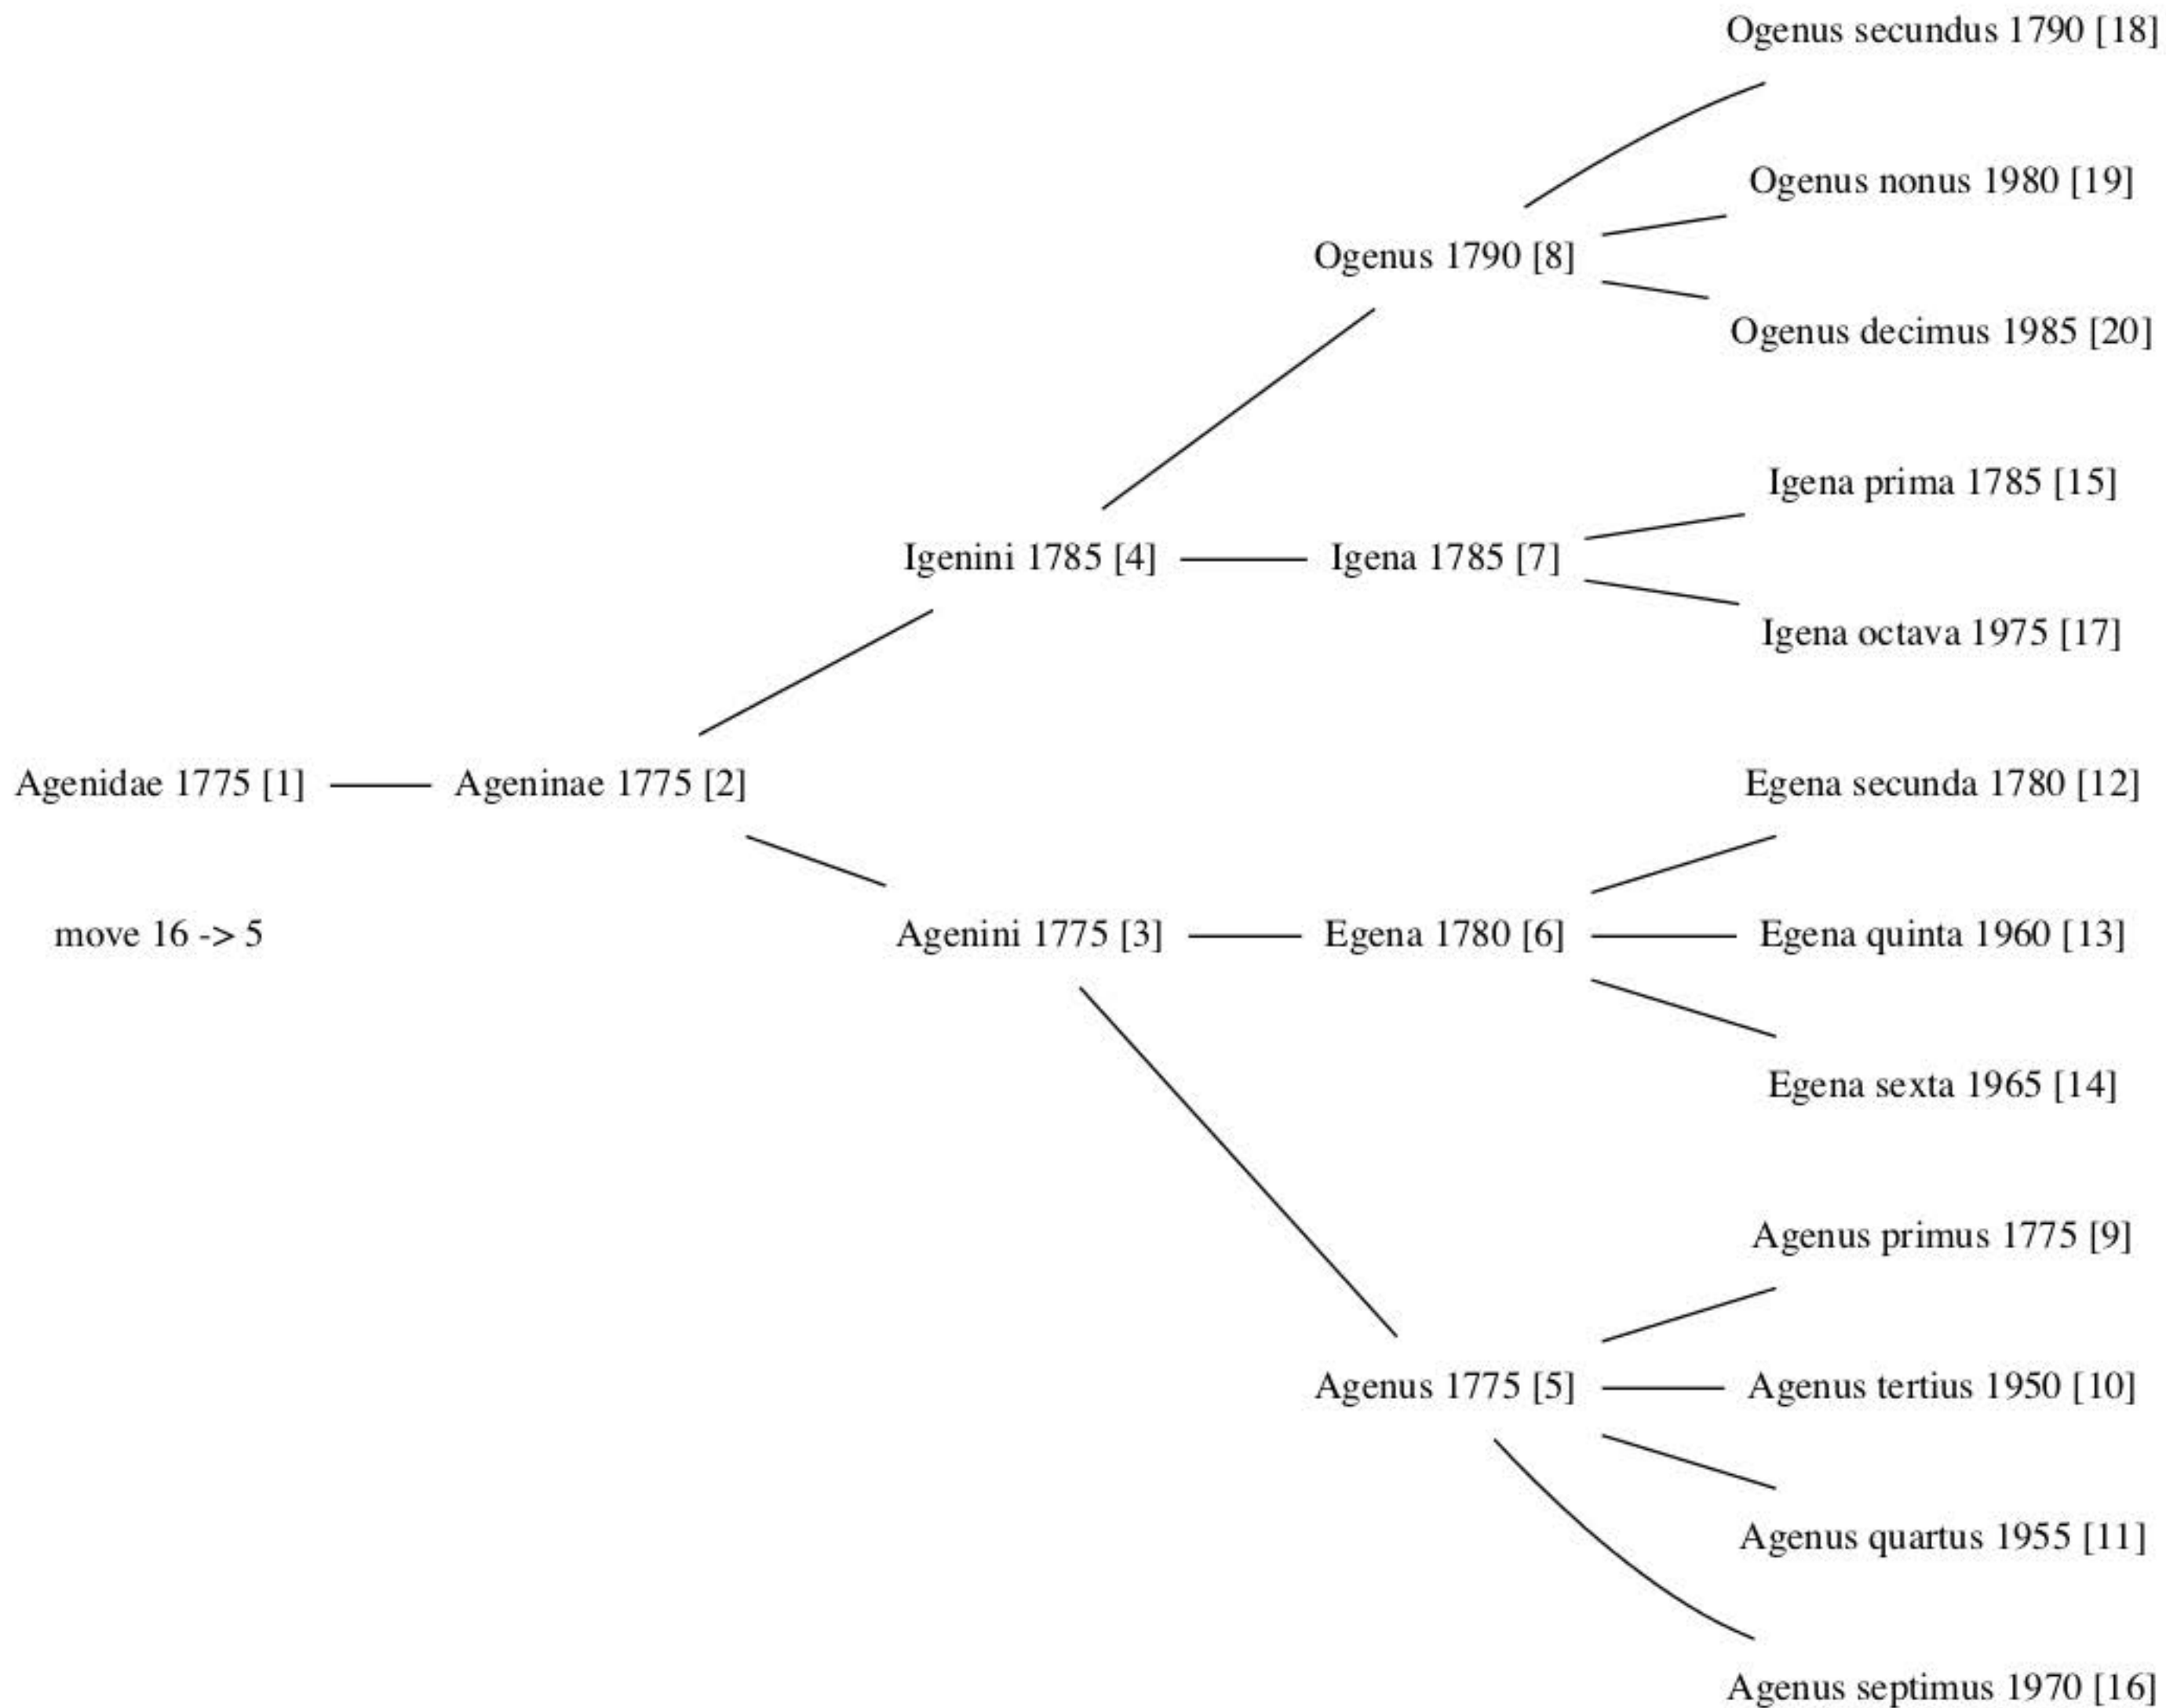 Ogenus secundus 1790 [18]
Ogenus nonus 1980 [19]
Ogenus 1790 [8]
Ogenus decimus 1985 [20]
Igena prima 1785 [15]
Igenini 1785 [4]
Igena 1785 [7]
Igena octava 1975 [17]
Agenidae 1775 [1]
Ageninae 1775 [2]
Egena secunda 1780 [12]
move 16 -> 5
Agenini 1775 [3]
Egena 1780 [6]
Egena quinta 1960 [13]
Egena sexta 1965 [14]
Agenus primus 1775 [9]
Agenus 1775 [5]
Agenus tertius 1950 [10]
Agenus quartus 1955 [11]
Agenus septimus 1970 [16]